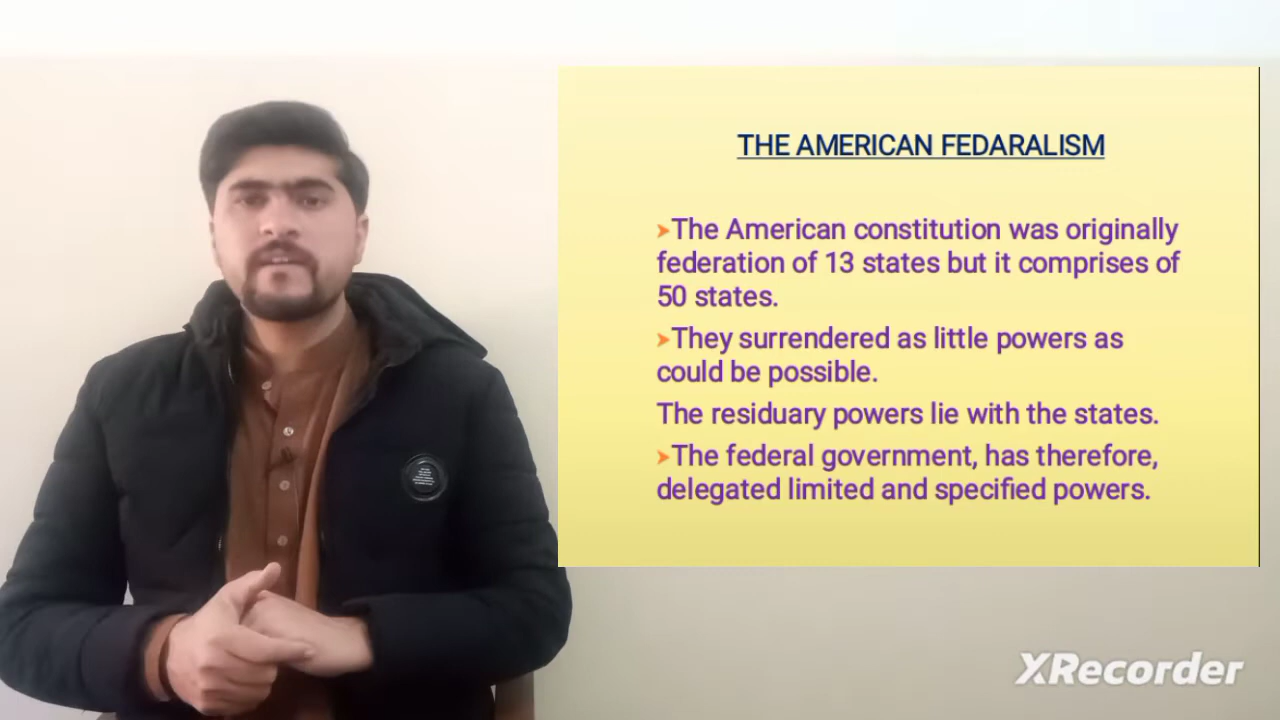 THE AMERICAN FEDARALISM
➢The American constitution was originally
federation of 13 states but it comprises of
50 states.
➢They surrendered as little powers as
could be possible.
The residuary powers lie with the states.
➢The federal government, has therefore,
delegated limited and specified powers.
XRecorder